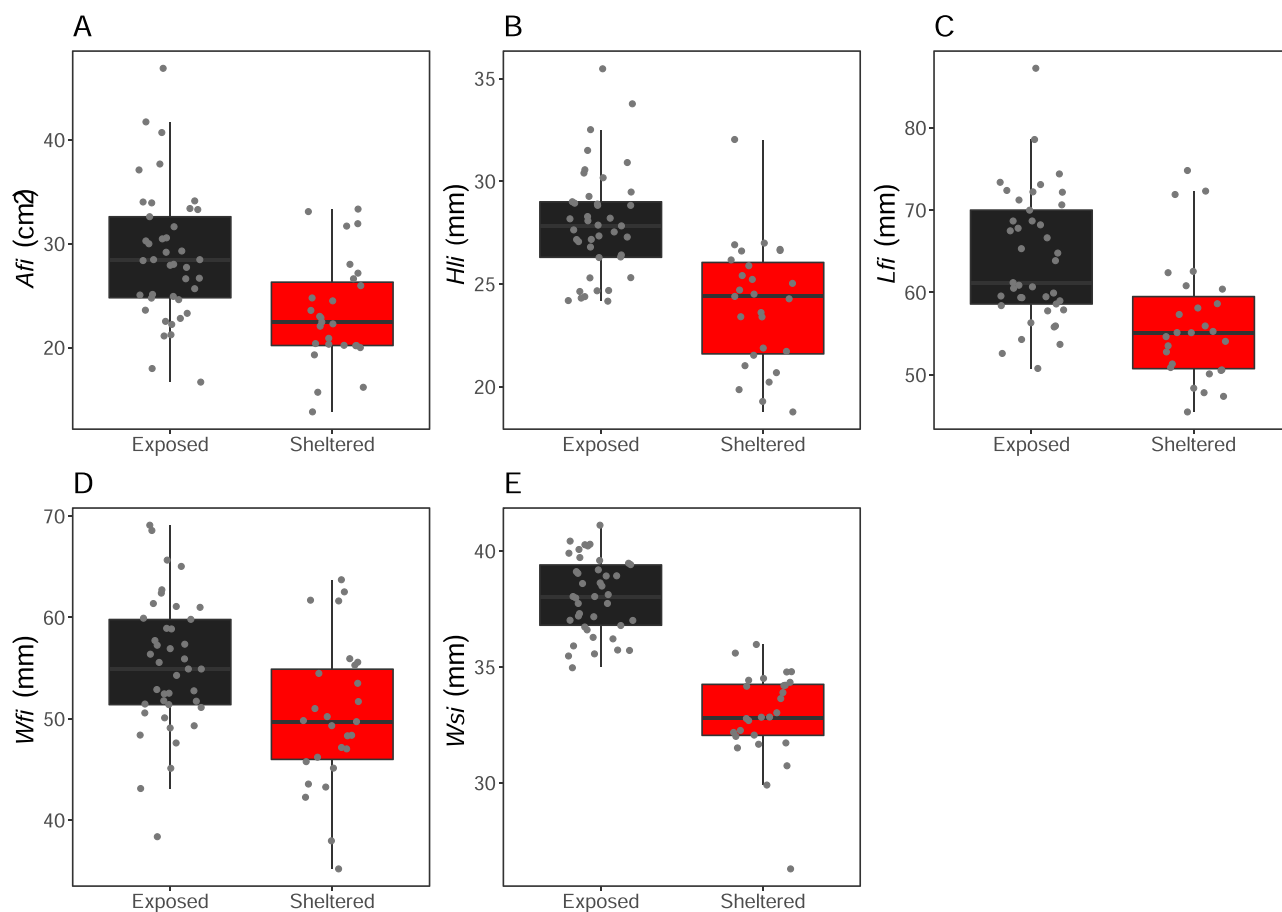 A
Afi (cm2)
40
30
20
Exposed
Sheltered
B
Hli (mm)
35
30
25
20
Exposed
Sheltered
C
Lfi (mm)
80
70
60
50
Exposed
Sheltered
D
Wfi (mm)
70
60
50
40
Exposed
Sheltered
E
Wsi (mm)
40
35
30
Exposed
Sheltered